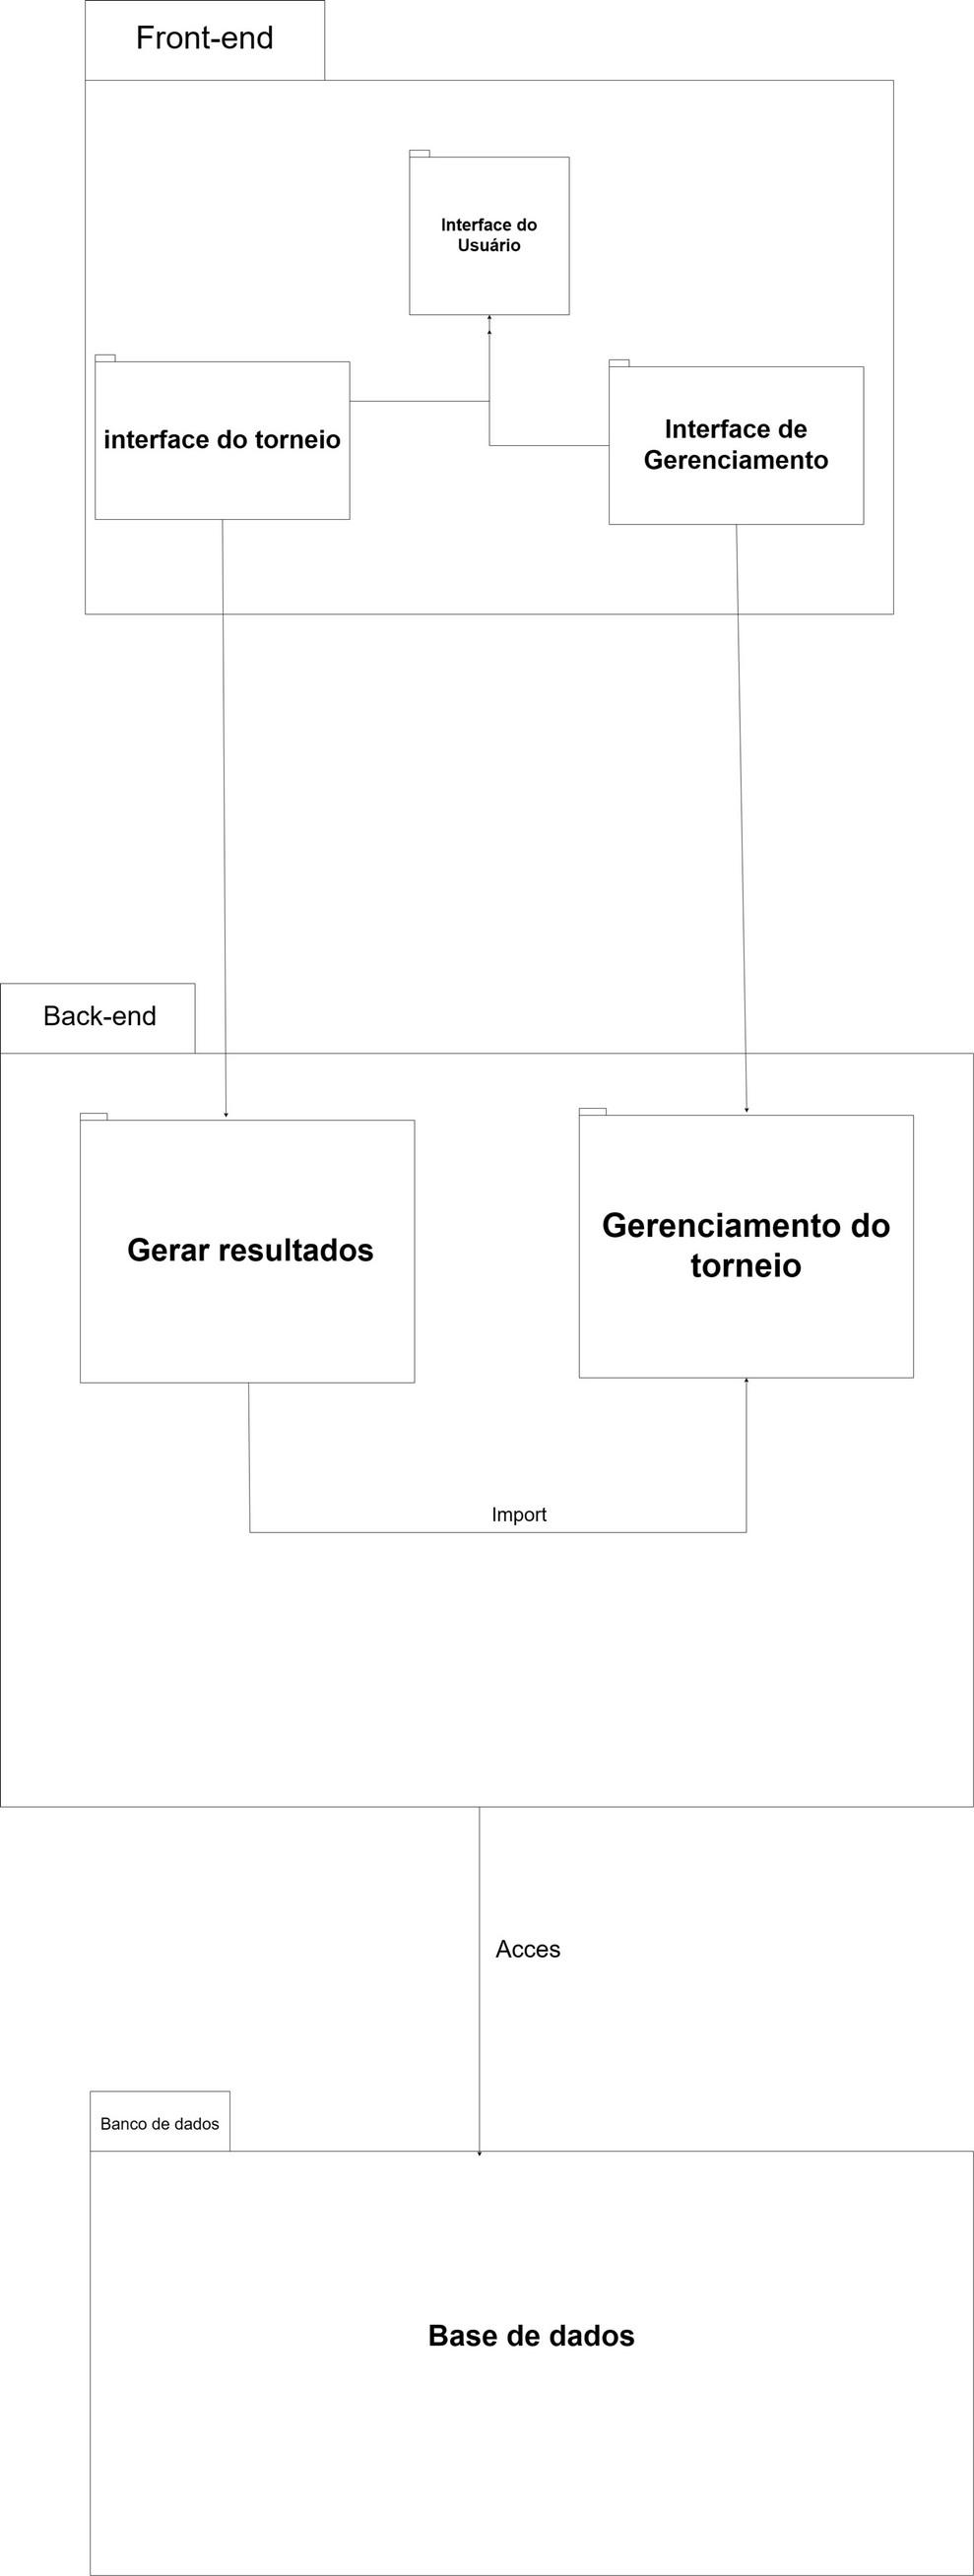 Front-end
Interface do
Usuário
interface do torneio
Interface de
Gerenciamento
Back-end
Gerar resultados
Gerenciamento do
torneio
Import
Acces
Banco de dados
Base de dados